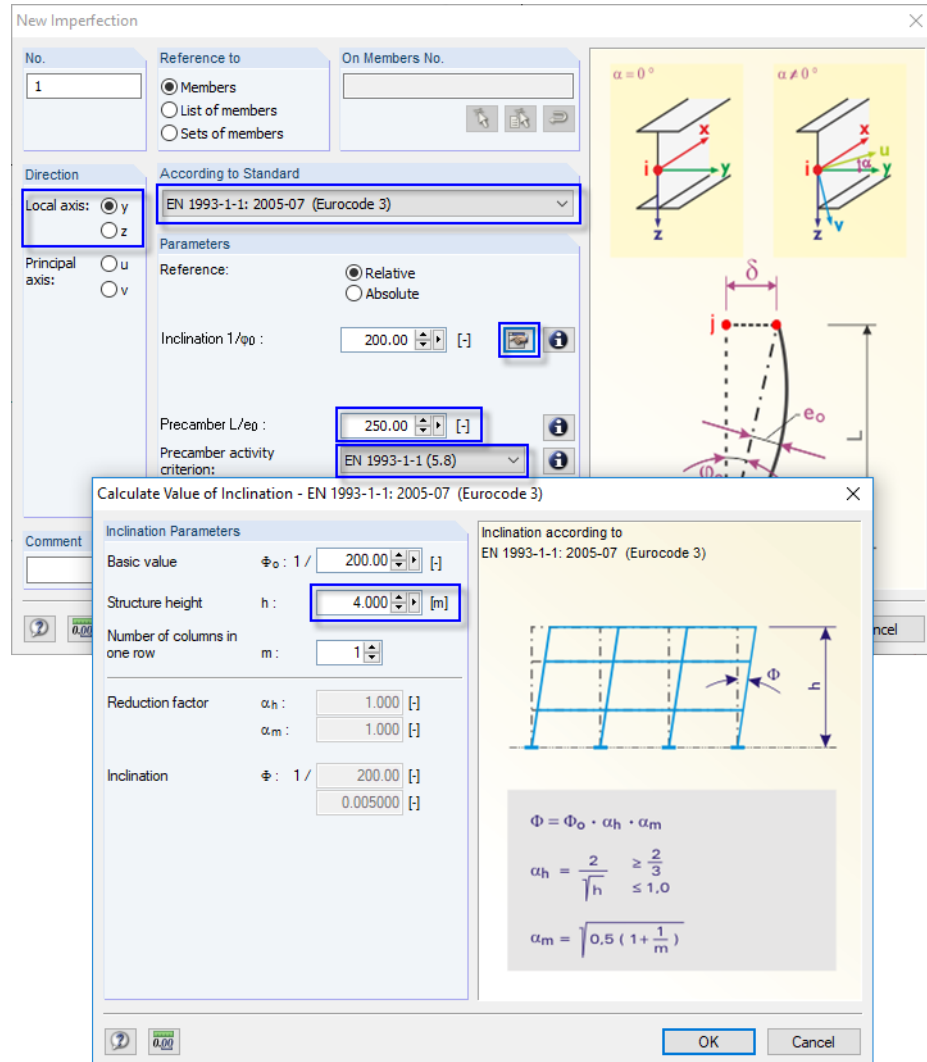 New Imperfection
No.
1
Reference to
Members
List of members
Sets of members
On Members No.
Direction
Local axis: y
z
Principal axis: u
v
According to Standard
EN 1993-1-1: 2005-07 (Eurocode 3)
Parameters
Reference: Relative
Absolute
Inclination 1/φ0 : 200.00 [-]
Precamber L/e0 : 250.00 [-]
Precamber activity
criterion: EN 1993-1-1 (5.8)
Comment
0.00
ncel
α = 0 °
α ≠ 0 °
x
i
y
z
x
u
i
α
y
z
v
δ
j
e₀
L
φ₀
Calculate Value of Inclination - EN 1993-1-1: 2005-07 (Eurocode 3)
Inclination Parameters
Basic value Φ₀ : 1 / 200.00 [-]
Structure height h : 4.000 [m]
Number of columns in
one row m : 1
Reduction factor αh : 1.000 [-]
αm : 1.000 [-]
Inclination Φ : 1 / 200.00 [-]
0.005000 [-]
Inclination according to
EN 1993-1-1: 2005-07 (Eurocode 3)
Φ
h
Φ = Φ₀ · αh · αm
αh = 2/√h ≥ 2/3
≤ 1,0
αm = √0,5 ( 1+ 1/m )
0.00
OK
Cancel